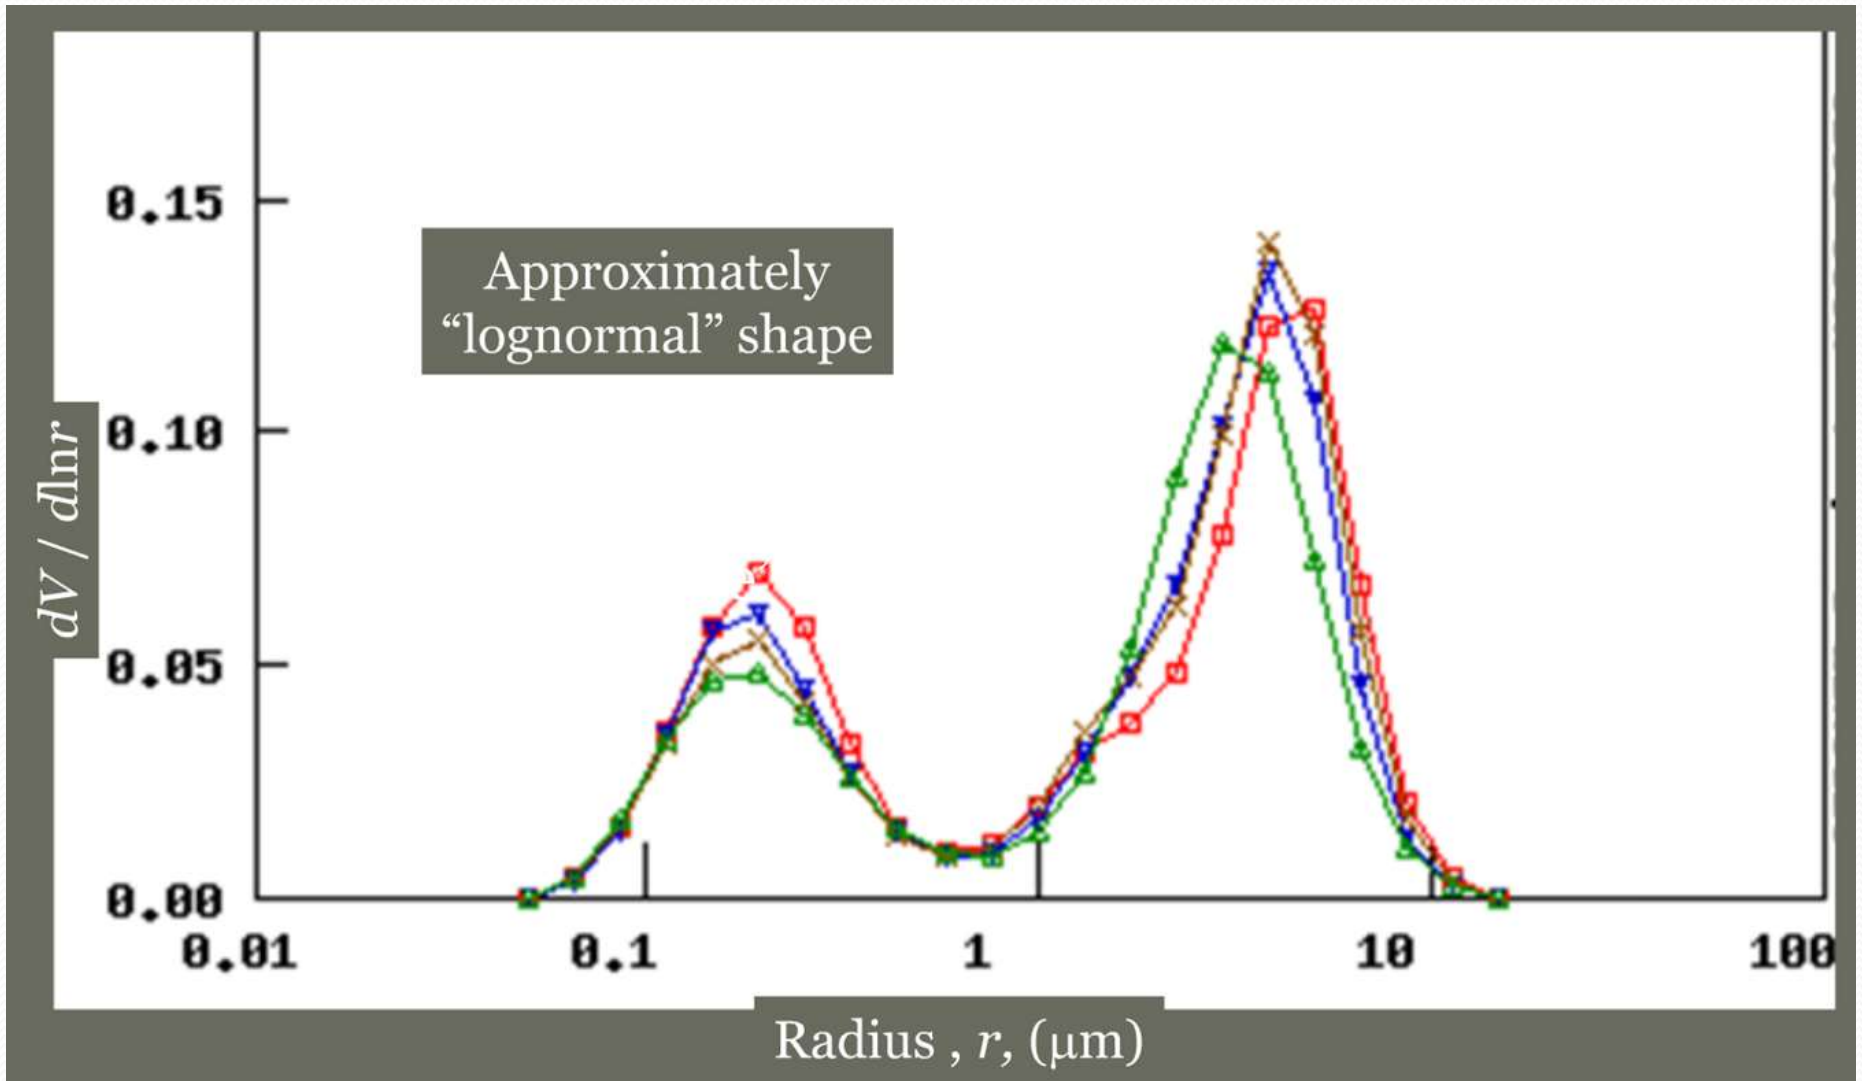 0.15
Approximately
“lognormal” shape
0.10
dV / dlnr
0.05
0.00
0.01 0.1 1 10 100
Radius , r, (μm)